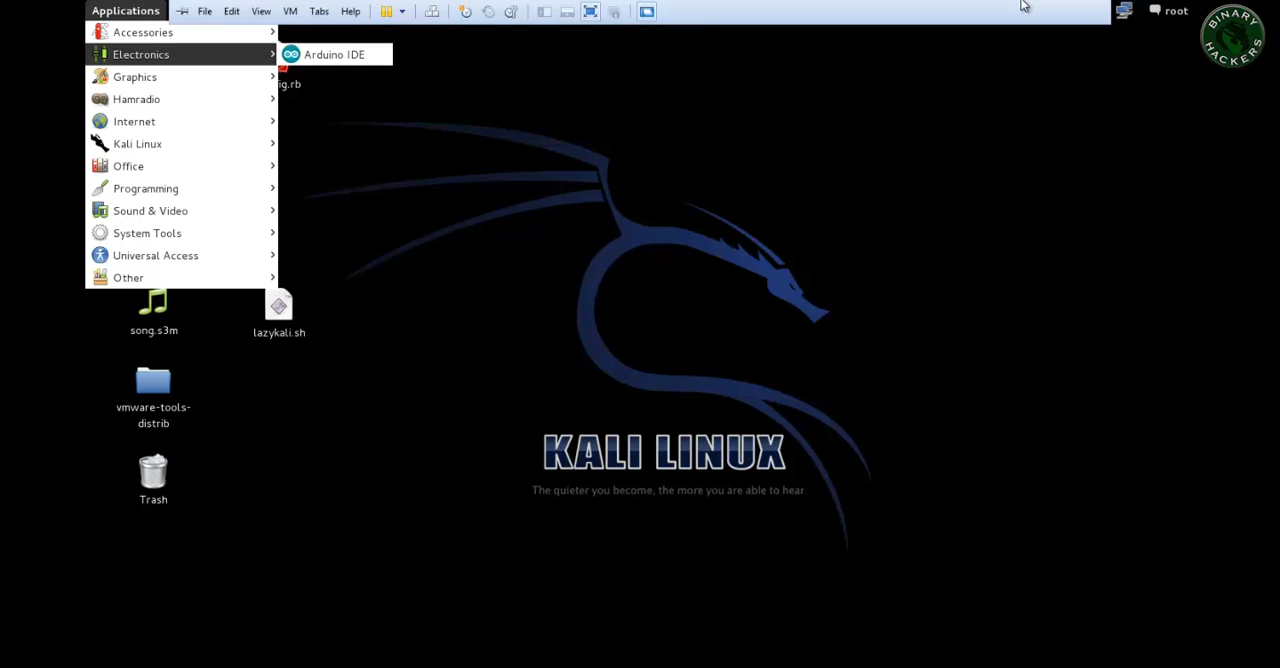 Applications File Edit View VM Tabs Help root
BINARY
HACKERS
Accessories
Electronics Arduino IDE
Graphics ig.rb
Hamradio
Internet
Kali Linux
Office
Programming
Sound & Video
System Tools
Universal Access
Other
song.s3m lazykali.sh
vmware-tools-
distrib
Trash
KALI LINUX
The quieter you become, the more you are able to hear